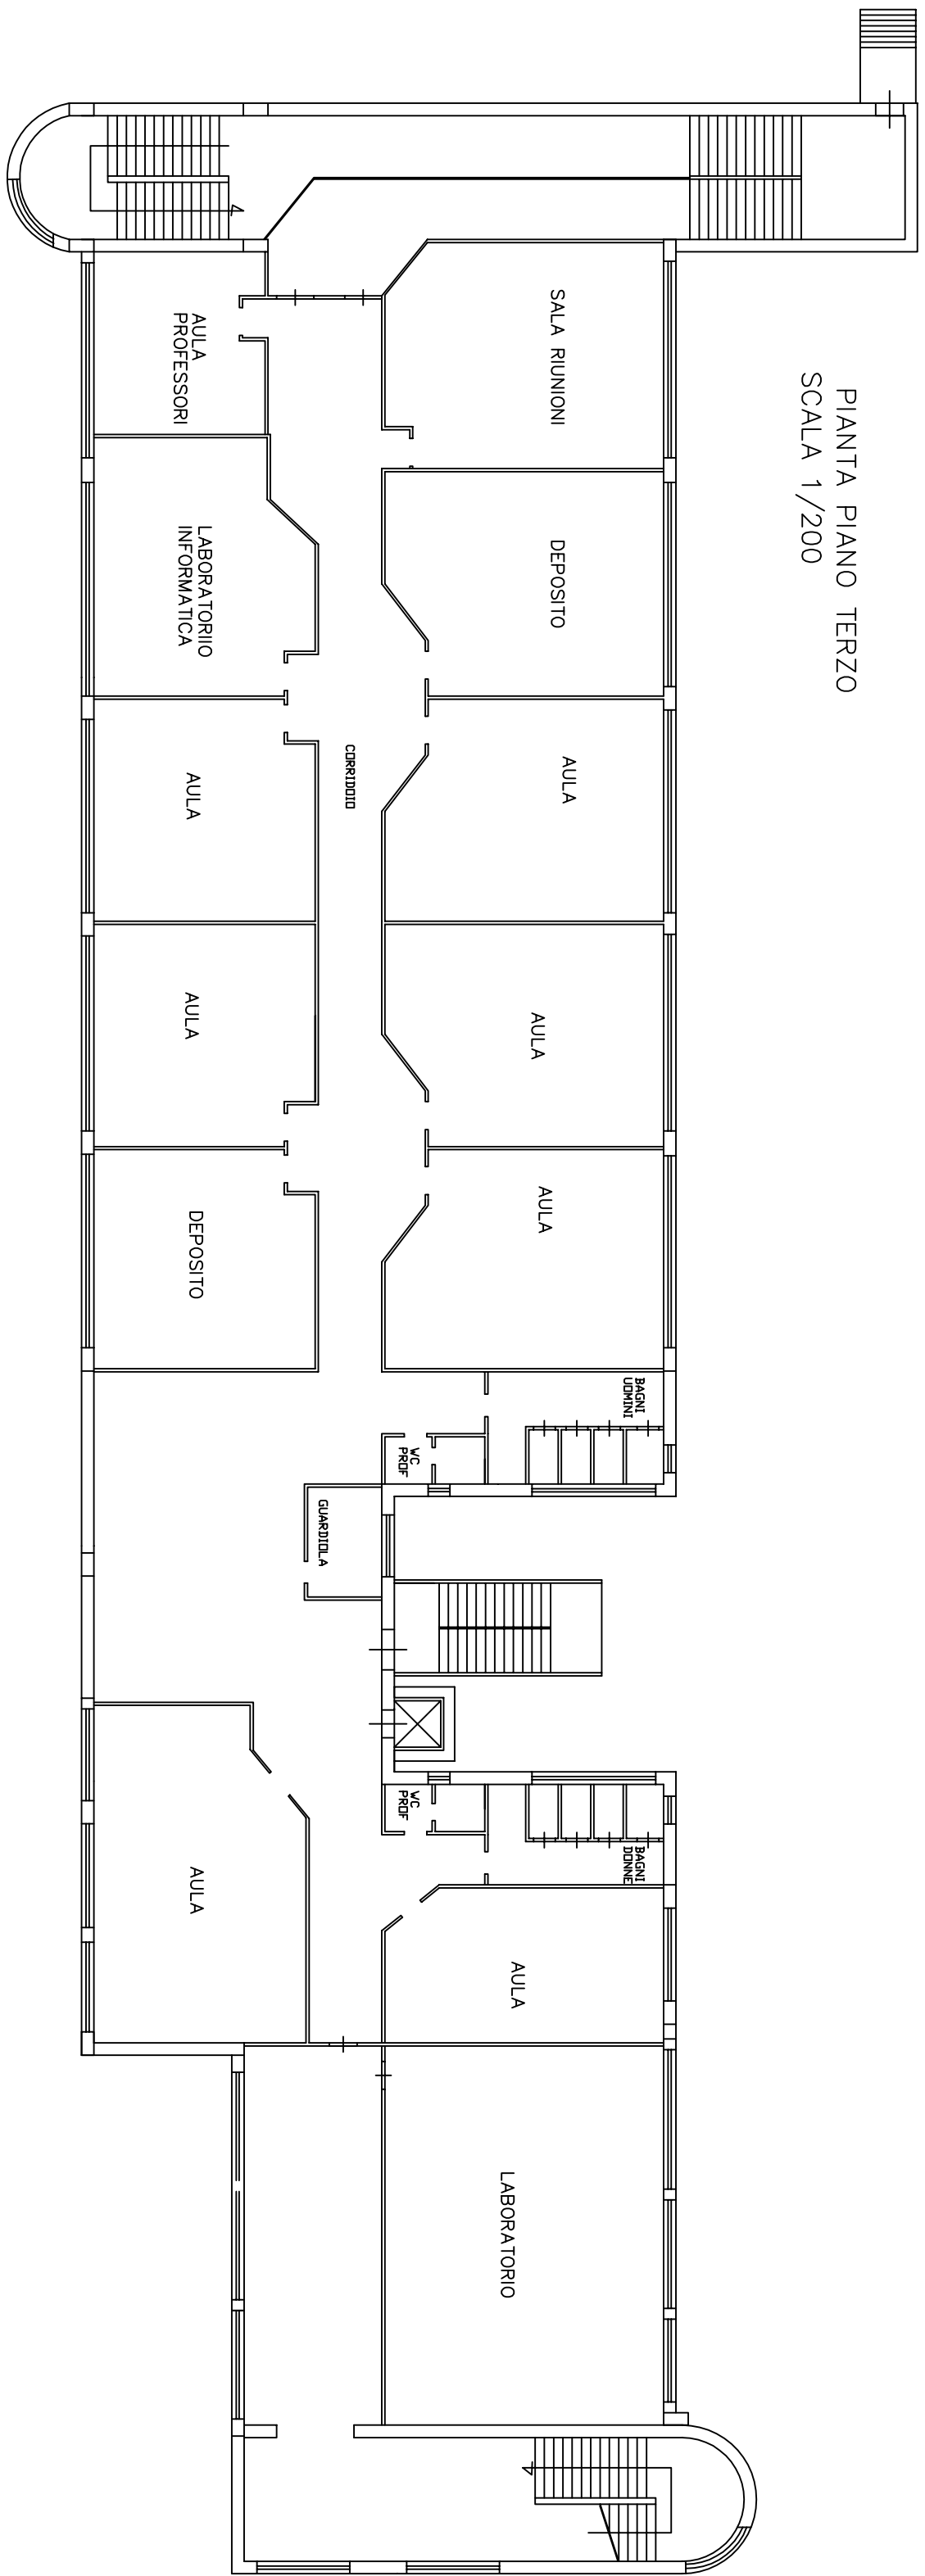 PIANTA PIANO TERZO
SCALA 1/200
SALA RIUNIONI
DEPOSITO
AULA
AULA
AULA
BAGNI
UOMINI
WC
PROF
GUARDIOLA
WC
PROF
BAGNI
DONNE
AULA
LABORATORIO
CORRIDOIO
AULA
PROFESSORI
LABORATORIIO
INFORMATICA
AULA
AULA
DEPOSITO
AULA